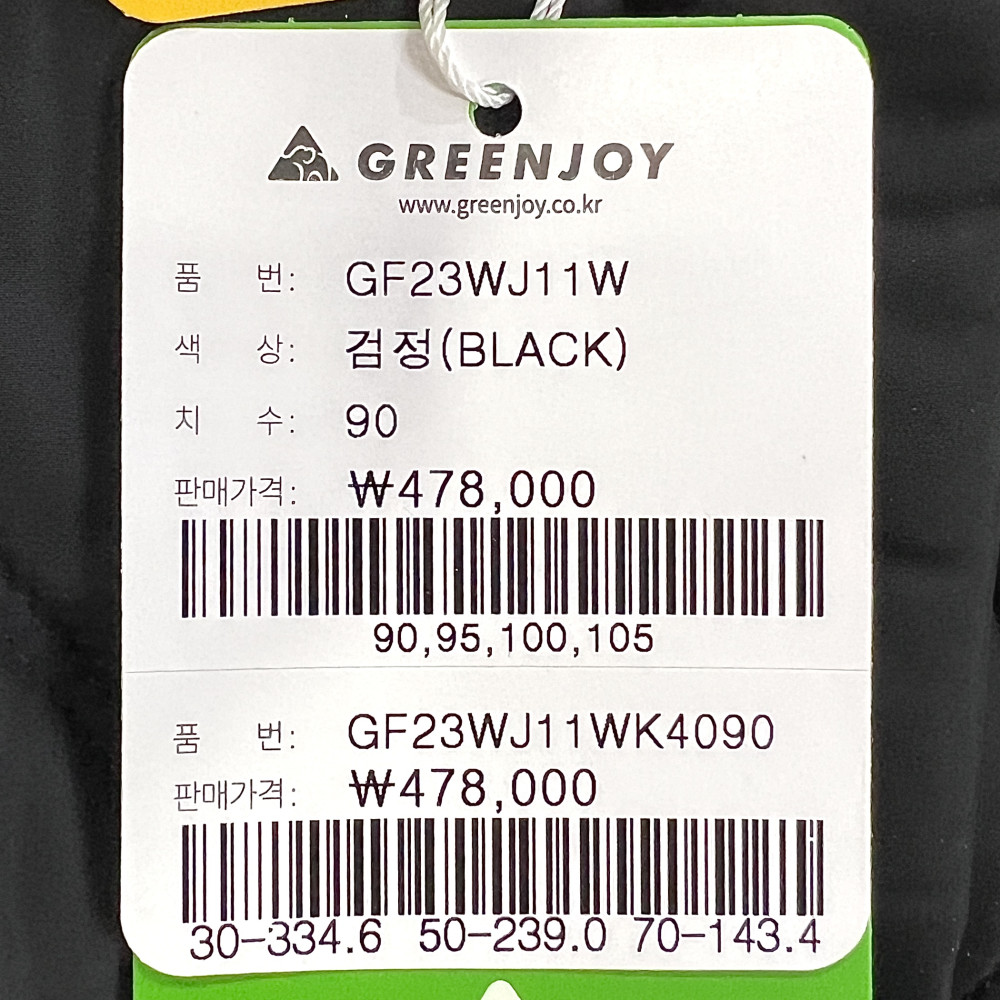 GREENJOY
www.greenjoy.co.kr
품 번: GF23WJ11W
색 상: 검정(BLACK)
치 수: 90
판매가격: ₩478,000
90,95,100,105
품 번: GF23WJ11WK4090
판매가격: ₩478,000
30-334.6 50-239.0 70-143.4